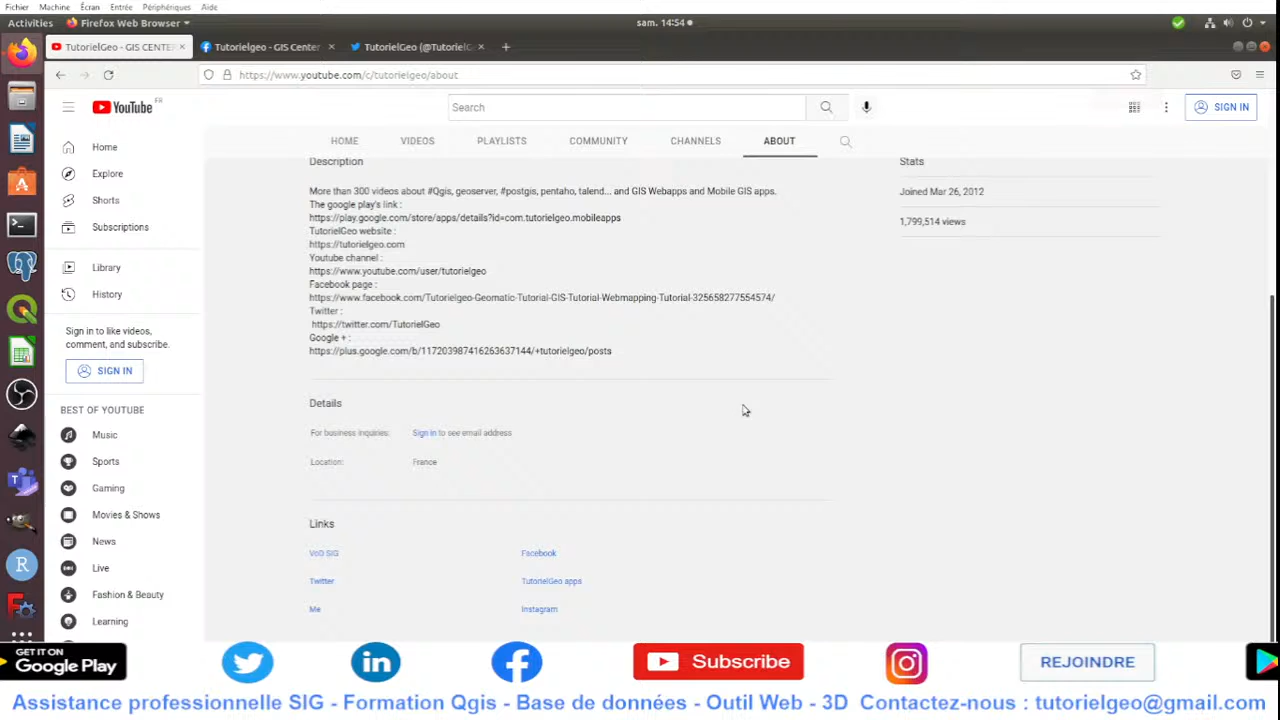 Fichier Machine Écran Entrée Périphériques Aide
Activities Firefox Web Browser sam. 14:54
TutorielGeo - GIS CENTER Tutorielgeo - GIS Center TutorielGeo (@TutorielG
https://www.youtube.com/c/tutorielgeo/about
YouTube FR Search SIGN IN
HOME VIDEOS PLAYLISTS COMMUNITY CHANNELS ABOUT
Home
Explore
Shorts
Subscriptions
Library
History
Sign in to like videos,
comment, and subscribe.
SIGN IN
BEST OF YOUTUBE
Music
Sports
Gaming
Movies & Shows
News
Live
Fashion & Beauty
Learning
Description
More than 300 videos about #Qgis, geoserver, #postgis, pentaho, talend... and GIS Webapps and Mobile GIS apps.
The google play's link :
https://play.google.com/store/apps/details?id=com.tutorielgeo.mobileapps
TutorielGeo website :
https://tutorielgeo.com
Youtube channel :
https://www.youtube.com/user/tutorielgeo
Facebook page :
https://www.facebook.com/Tutorielgeo-Geomatic-Tutorial-GIS-Tutorial-Webmapping-Tutorial-325658277554574/
Twitter :
https://twitter.com/TutorielGeo
Google + :
https://plus.google.com/b/117203987416263637144/+tutorielgeo/posts
Details
For business inquiries: Sign in to see email address
Location: France
Links
VoD SIG Facebook
Twitter TutorielGeo apps
Me Instagram
Stats
Joined Mar 26, 2012
1,799,514 views
GET IT ON
Google Play
in
Subscribe
REJOINDRE
Assistance professionnelle SIG - Formation Qgis - Base de données - Outil Web - 3D Contactez-nous : tutorielgeo@gmail.com